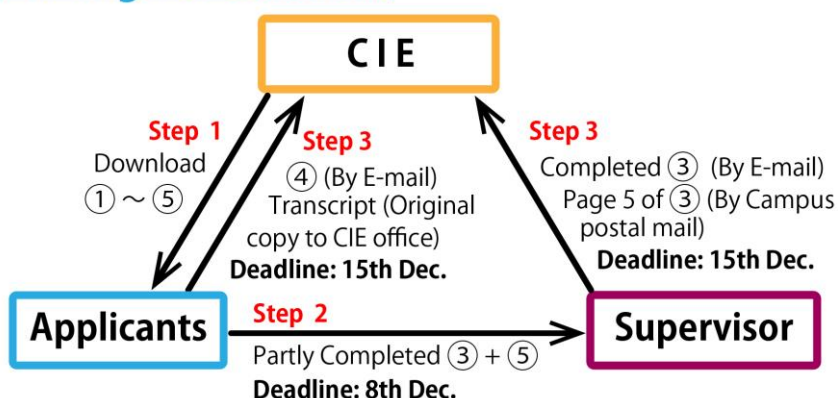 CIE
Step 1
Download
① ~ ⑤
Step 3
④ (By E-mail)
Transcript (Original
copy to CIE office)
Deadline: 15th Dec.
Step 3
Completed ③ (By E-mail)
Page 5 of ③ (By Campus
postal mail)
Deadline: 15th Dec.
Applicants
Step 2
Partly Completed ③ + ⑤
Deadline: 8th Dec.
Supervisor